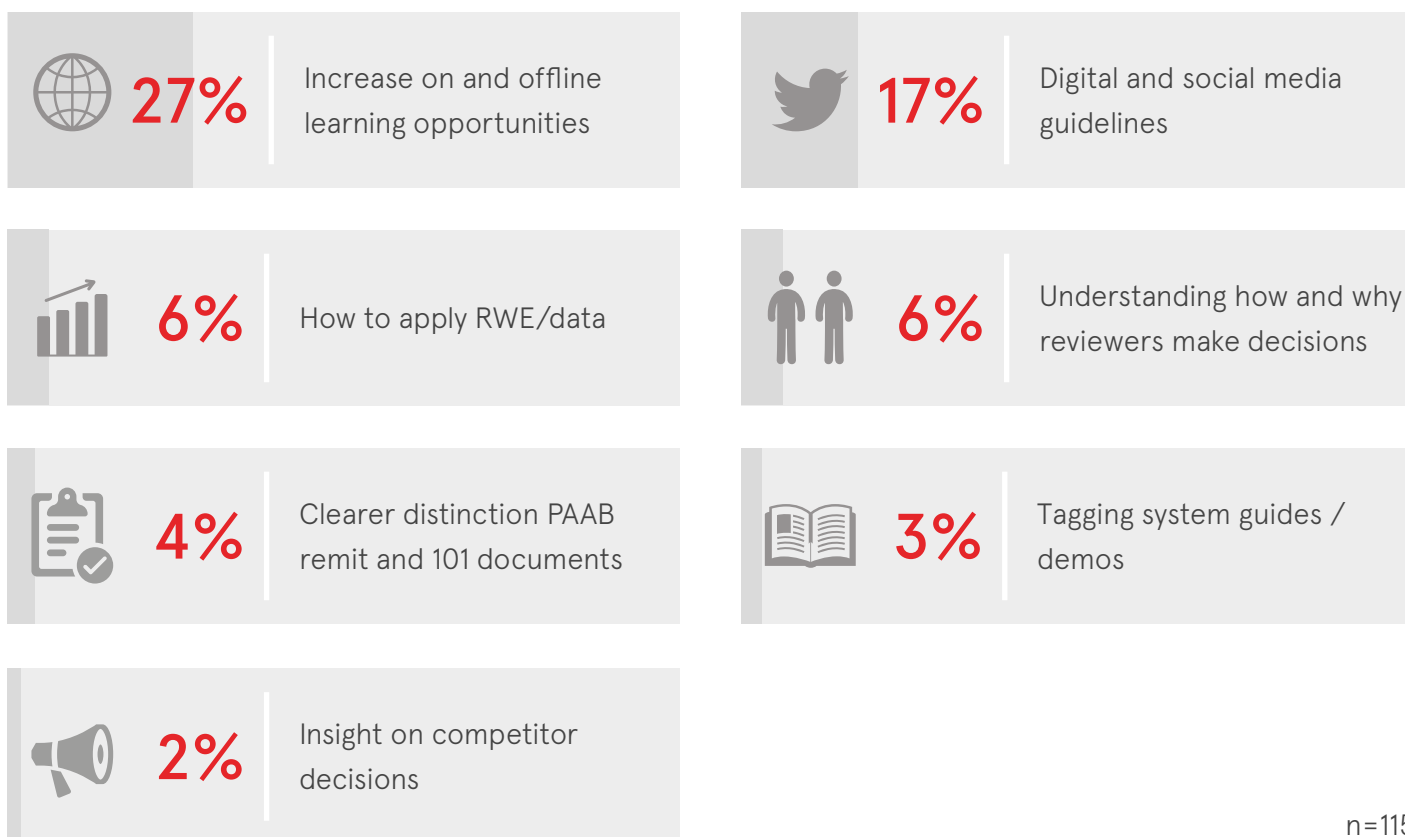 27%
Increase on and offline
learning opportunities
17%
Digital and social media
guidelines
6%
How to apply RWE/data
6%
Understanding how and why
reviewers make decisions
4%
Clearer distinction PAAB
remit and 101 documents
3%
Tagging system guides /
demos
2%
Insight on competitor
decisions
n=115